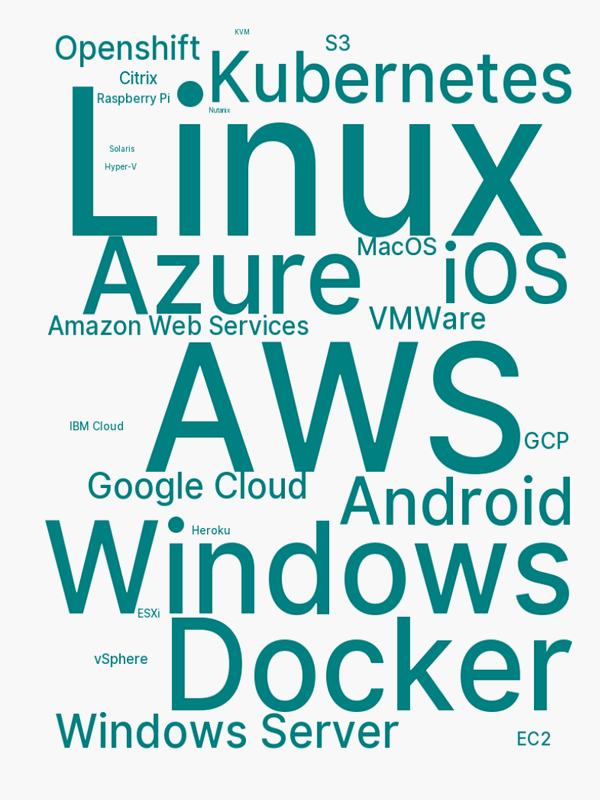 KVM
Openshift
S3
Citrix
Kubernetes
Raspberry Pi
Nutanix
Linux
Solaris
Hyper-V
MacOS
iOS
Azure
Amazon Web Services
VMWare
AWS
IBM Cloud
GCP
Google Cloud
Android
Heroku
Windows
ESXi
Docker
vSphere
Windows Server
EC2